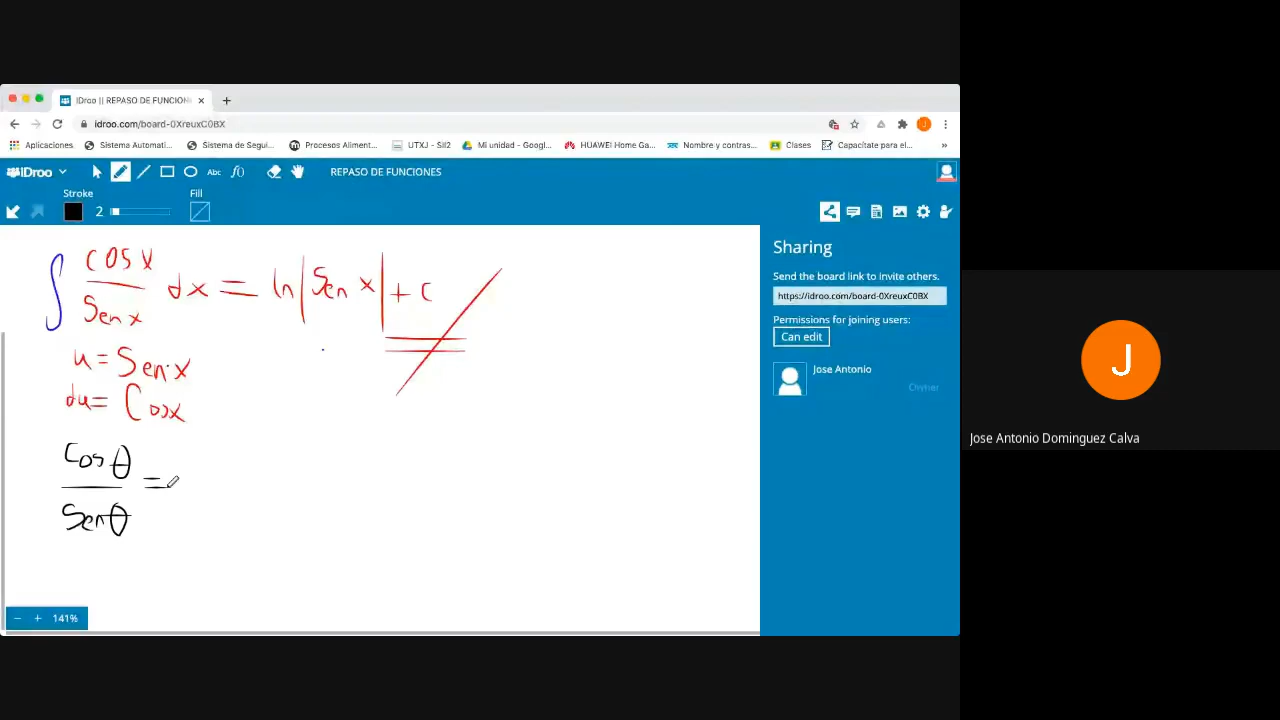 IDroo || REPASO DE FUNCION
idroo.com/board-0XreuxC0BX
Aplicaciones Sistema Automati... Sistema de Segui... Procesos Aliment... UTXJ - SII2 Mi unidad - Googl... HUAWEI Home Ga... Nombre y contras... Clases Capacítate para el... »
IDroo Abc f() REPASO DE FUNCIONES
Stroke Fill
2
∫ cos x / Sen x dx = ln |Sen x| + C
u = Sen x
du = Cos x
Cos θ / Sen θ =
− + 141%
Sharing
Send the board link to invite others.
https://idroo.com/board-0XreuxC0BX
Permissions for joining users:
Can edit
Jose Antonio
Owner
J
Jose Antonio Dominguez Calva